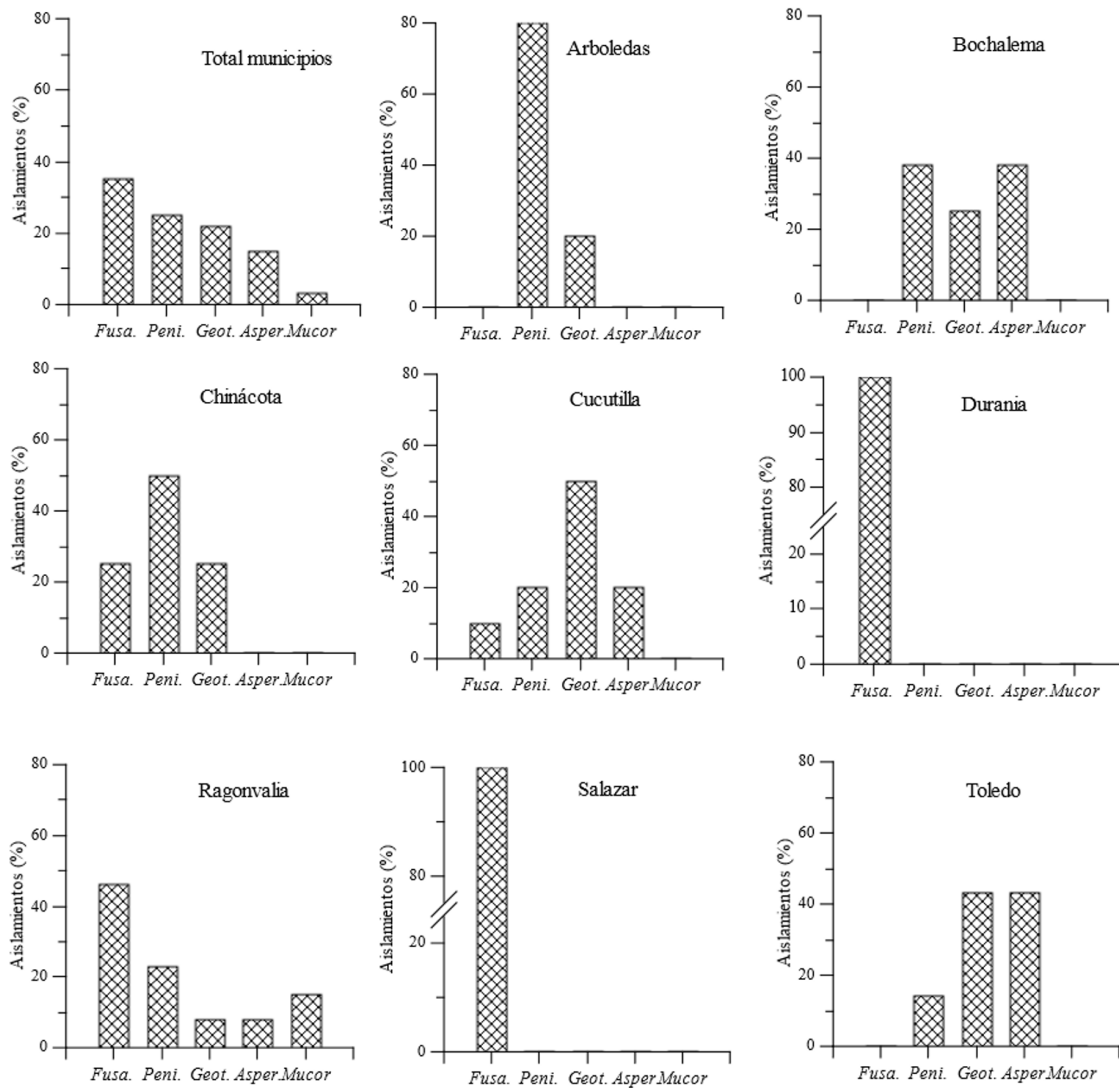 Total municipios
Aislamientos (%)
80
60
40
20
0
Fusa. Peni. Geot. Asper. Mucor
Arboledas
Aislamientos (%)
80
60
40
20
0
Fusa. Peni. Geot. Asper. Mucor
Bochalema
Aislamientos (%)
80
60
40
20
0
Fusa. Peni. Geot. Asper. Mucor
Chinácota
Aislamientos (%)
80
60
40
20
0
Fusa. Peni. Geot. Asper. Mucor
Cucutilla
Aislamientos (%)
80
60
40
20
0
Fusa. Peni. Geot. Asper. Mucor
Durania
Aislamientos (%)
100
90
80
20
10
0
Fusa. Peni. Geot. Asper. Mucor
Ragonvalia
Aislamientos (%)
80
60
40
20
0
Fusa. Peni. Geot. Asper. Mucor
Salazar
Aislamientos (%)
100
80
20
0
Fusa. Peni. Geot. Asper. Mucor
Toledo
Aislamientos (%)
80
60
40
20
0
Fusa. Peni. Geot. Asper. Mucor